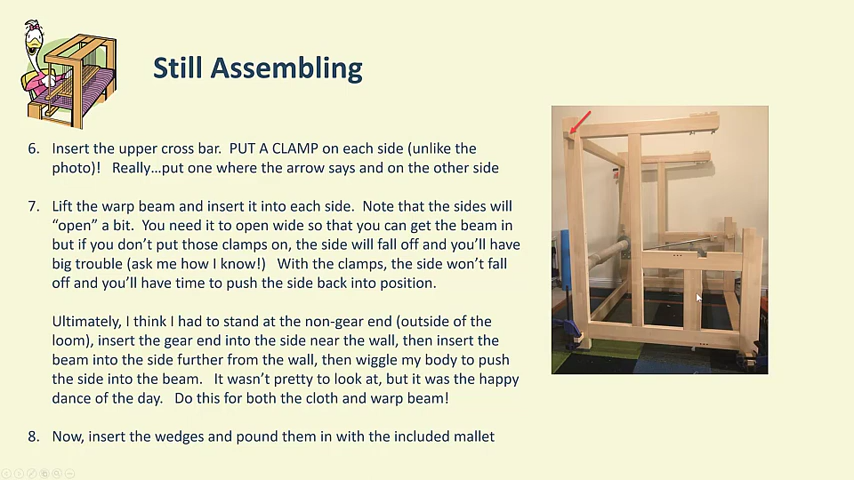 Still Assembling
6. Insert the upper cross bar. PUT A CLAMP on each side (unlike the
photo)! Really...put one where the arrow says and on the other side
7. Lift the warp beam and insert it into each side. Note that the sides will
“open” a bit. You need it to open wide so that you can get the beam in
but if you don’t put those clamps on, the side will fall off and you’ll have
big trouble (ask me how I know!) With the clamps, the side won’t fall
off and you’ll have time to push the side back into position.
Ultimately, I think I had to stand at the non-gear end (outside of the
loom), insert the gear end into the side near the wall, then insert the
beam into the side further from the wall, then wiggle my body to push
the side into the beam. It wasn’t pretty to look at, but it was the happy
dance of the day. Do this for both the cloth and warp beam!
8. Now, insert the wedges and pound them in with the included mallet